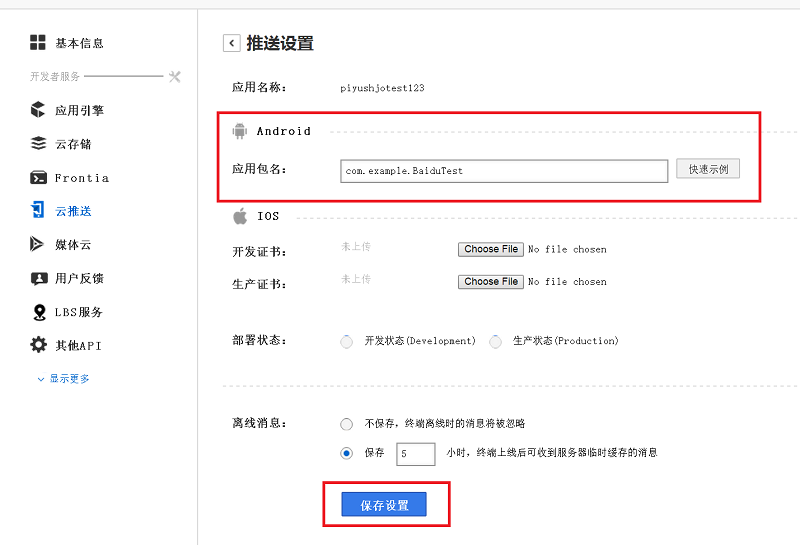 基本信息
开发者服务
应用引擎
云存储
Frontia
云推送
媒体云
用户反馈
LBS服务
其他API
显示更多
推送设置
应用名称： piyushjotest123
Android
应用包名： com.example.BaiduTest 快速示例
IOS
开发证书： 未上传 Choose File No file chosen
生产证书： 未上传 Choose File No file chosen
部署状态： 开发状态(Development) 生产状态(Production)
离线消息： 不保存，终端离线时的消息将被忽略
保存 5 小时，终端上线后可收到服务器临时缓存的消息
保存设置